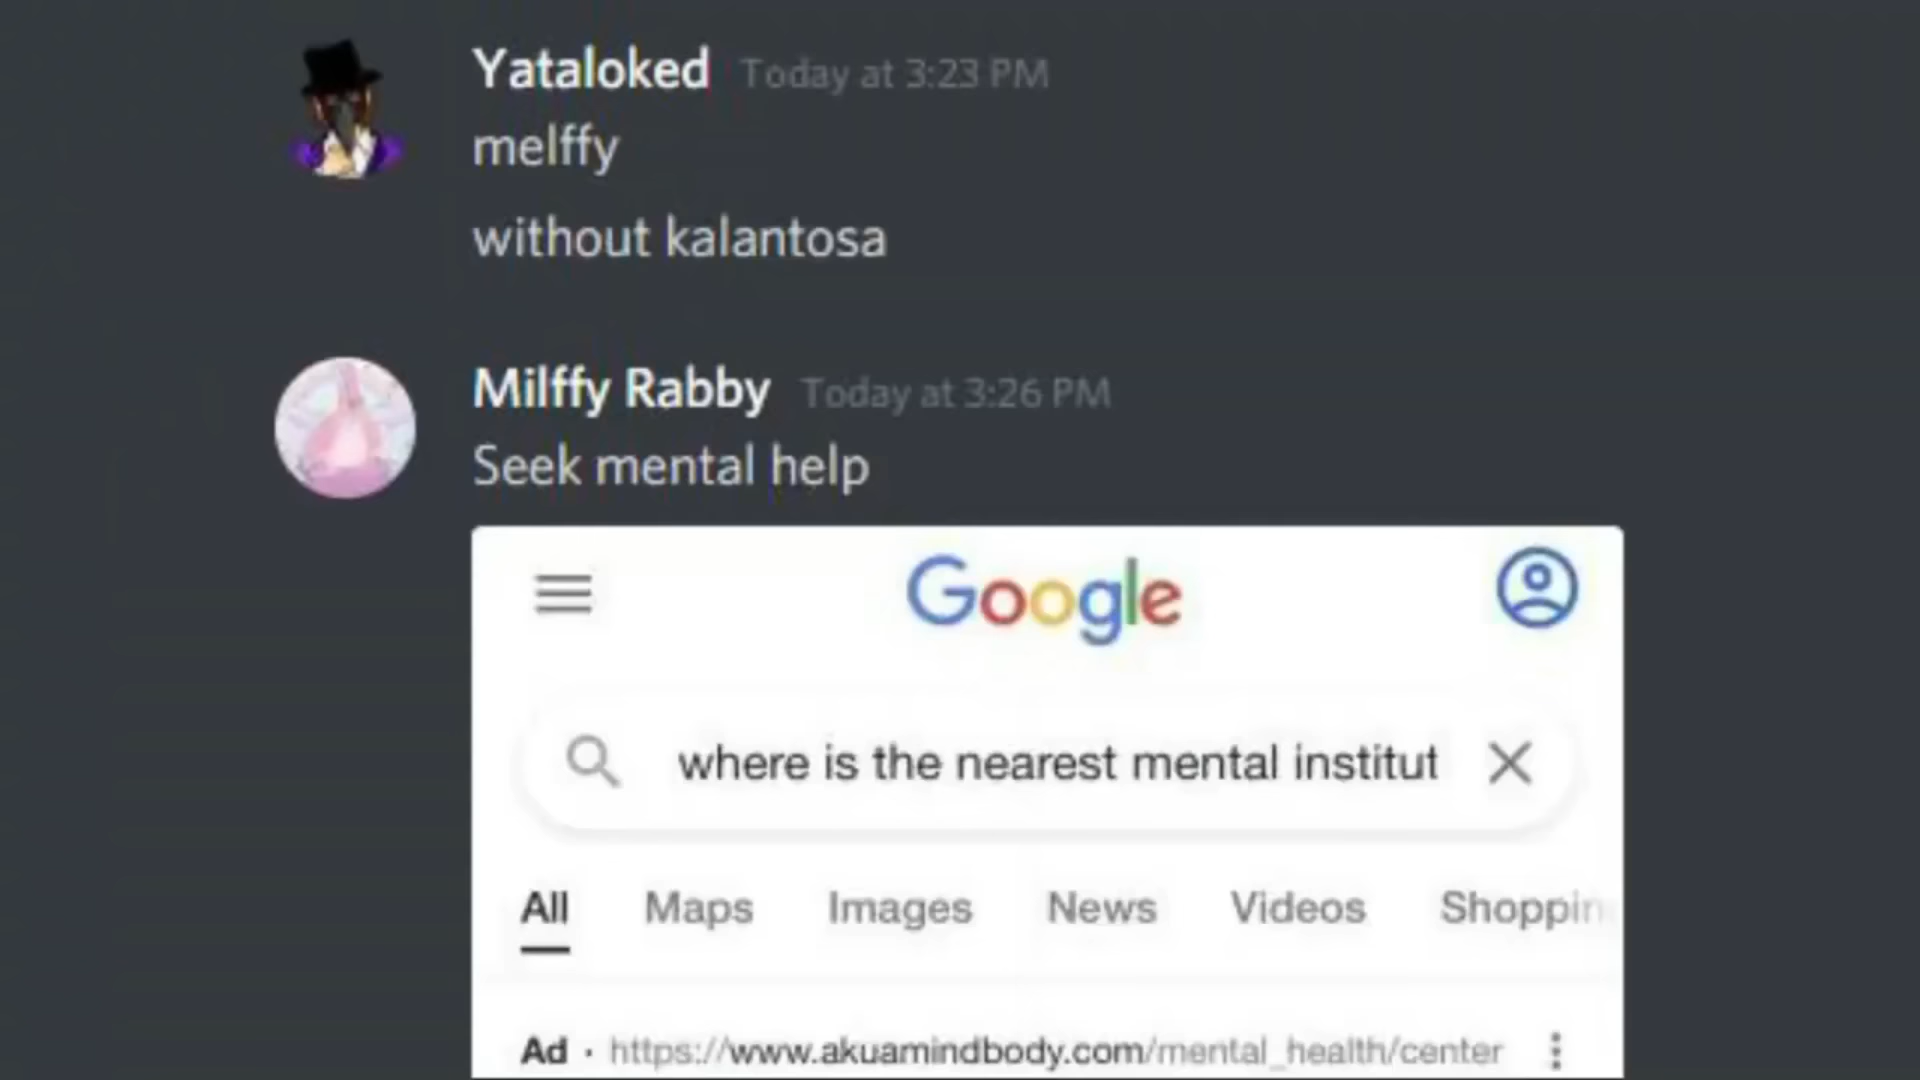 Yataloked Today at 3:23 PM
melffy
without kalantosa
Milffy Rabby Today at 3:26 PM
Seek mental help
Google
where is the nearest mental institut
All Maps Images News Videos Shoppin
Ad · https://www.akuamindbody.com/mental_health/center